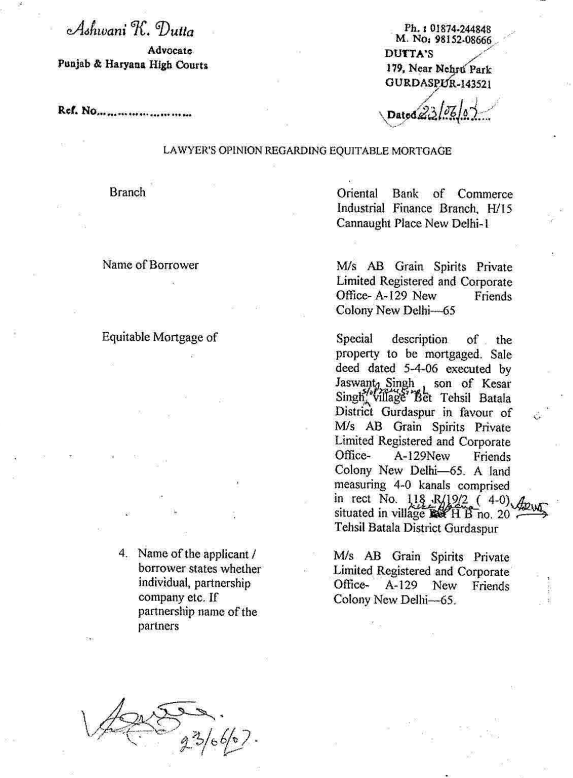 Ashwani K. Dutta
Advocate
Punjab & Haryana High Courts
Ref. No..........................
Ph. : 01874-244848
M. No: 98152-08666
DUTTA'S
179, Near Nehru Park
GURDASPUR-143521
Dated 23/06/07
LAWYER'S OPINION REGARDING EQUITABLE MORTGAGE
Branch
Oriental Bank of Commerce
Industrial Finance Branch, H/15
Cannaught Place New Delhi-1
Name of Borrower
M/s AB Grain Spirits Private
Limited Registered and Corporate
Office- A-129 New Friends
Colony New Delhi—65
Equitable Mortgage of
Special description of the
property to be mortgaged. Sale
deed dated 5-4-06 executed by
Jaswant Singh , son of Kesar
Singh, Village Bet Tehsil Batala
District Gurdaspur in favour of
M/s AB Grain Spirits Private
Limited Registered and Corporate
Office- A-129New Friends
Colony New Delhi—65. A land
measuring 4-0 kanals comprised
in rect No. 118 R/19/2 ( 4-0)
situated in village H B no. 20
Tehsil Batala District Gurdaspur
4. Name of the applicant /
borrower states whether
individual, partnership
company etc. If
partnership name of the
partners
M/s AB Grain Spirits Private
Limited Registered and Corporate
Office- A-129 New Friends
Colony New Delhi—65.
23/06/07.